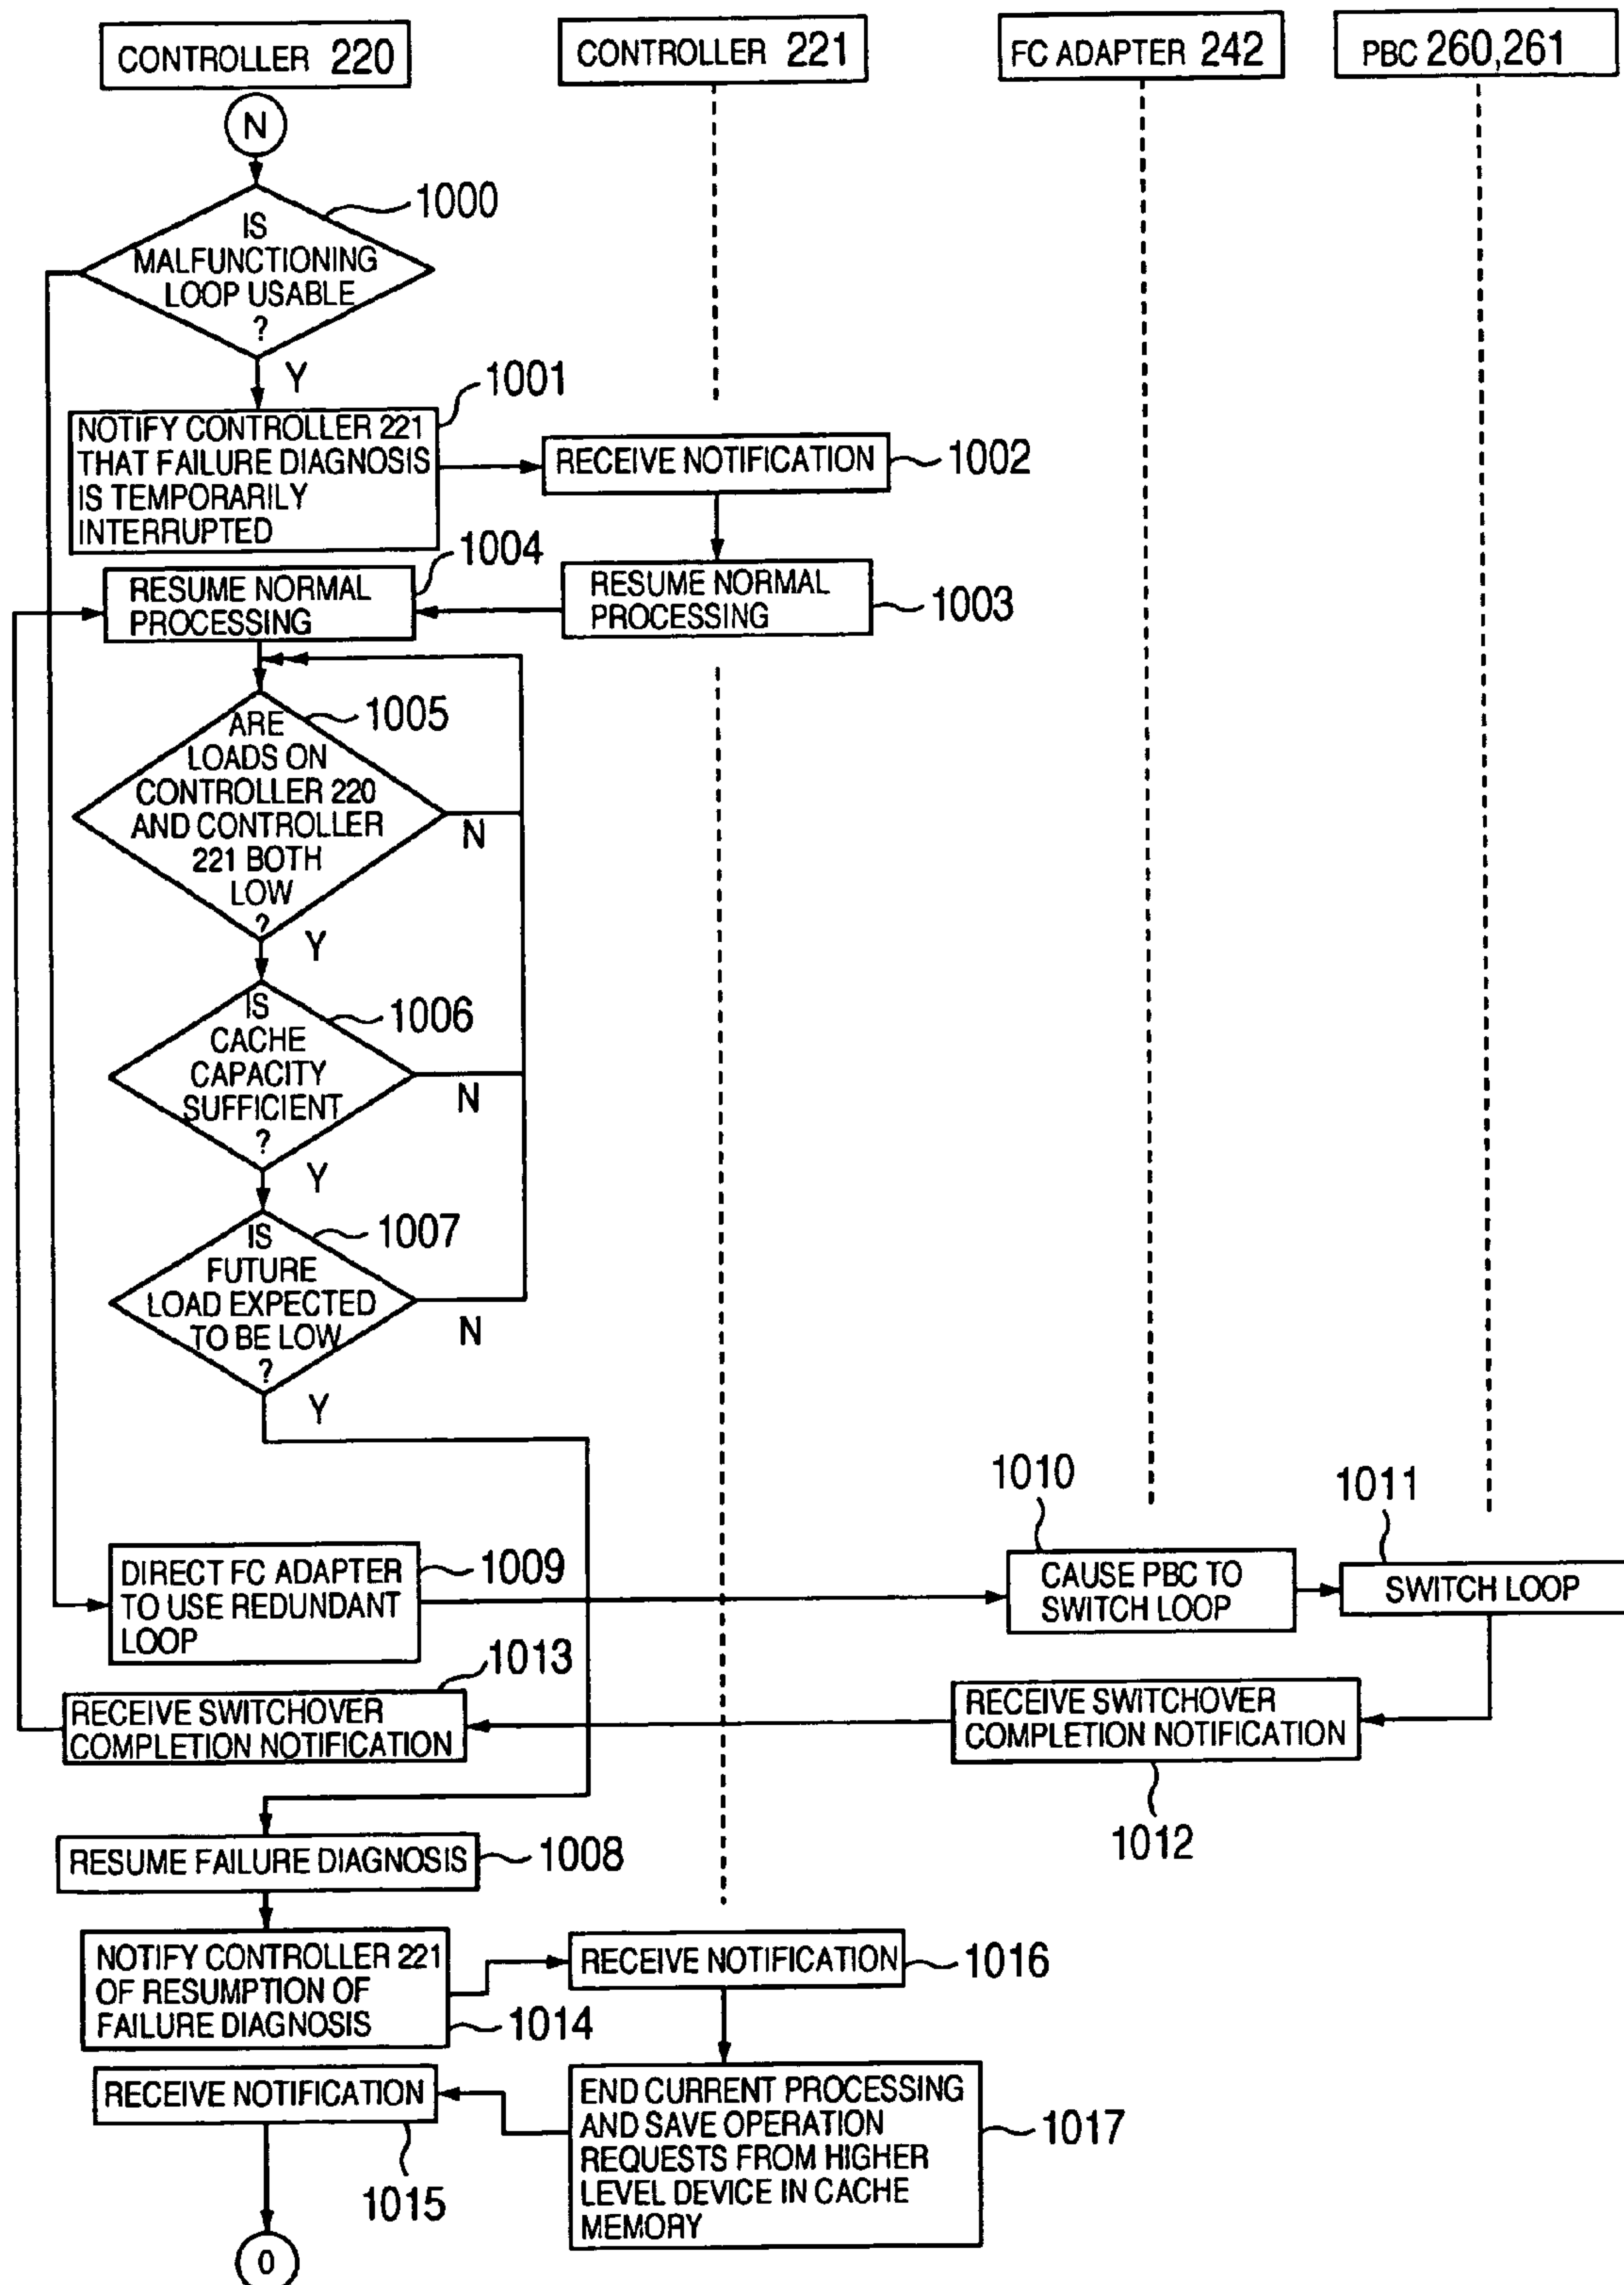 CONTROLLER 220
CONTROLLER 221
FC ADAPTER 242
PBC 260,261
N
IS
MALFUNCTIONING
LOOP USABLE
?
1000
Y
NOTIFY CONTROLLER 221
THAT FAILURE DIAGNOSIS
IS TEMPORARILY
INTERRUPTED
1001
RECEIVE NOTIFICATION
1002
RESUME NORMAL
PROCESSING
1004
RESUME NORMAL
PROCESSING
1003
ARE
LOADS ON
CONTROLLER 220
AND CONTROLLER
221 BOTH
LOW
?
1005
N
Y
IS
CACHE
CAPACITY
SUFFICIENT
?
1006
N
Y
IS
FUTURE
LOAD EXPECTED
TO BE LOW
?
1007
N
Y
DIRECT FC ADAPTER
TO USE REDUNDANT
LOOP
1009
1010
CAUSE PBC TO
SWITCH LOOP
1011
SWITCH LOOP
1013
RECEIVE SWITCHOVER
COMPLETION NOTIFICATION
RECEIVE SWITCHOVER
COMPLETION NOTIFICATION
1012
RESUME FAILURE DIAGNOSIS
1008
NOTIFY CONTROLLER 221
OF RESUMPTION OF
FAILURE DIAGNOSIS
1014
RECEIVE NOTIFICATION
1016
RECEIVE NOTIFICATION
1015
END CURRENT PROCESSING
AND SAVE OPERATION
REQUESTS FROM HIGHER
LEVEL DEVICE IN CACHE
MEMORY
1017
0